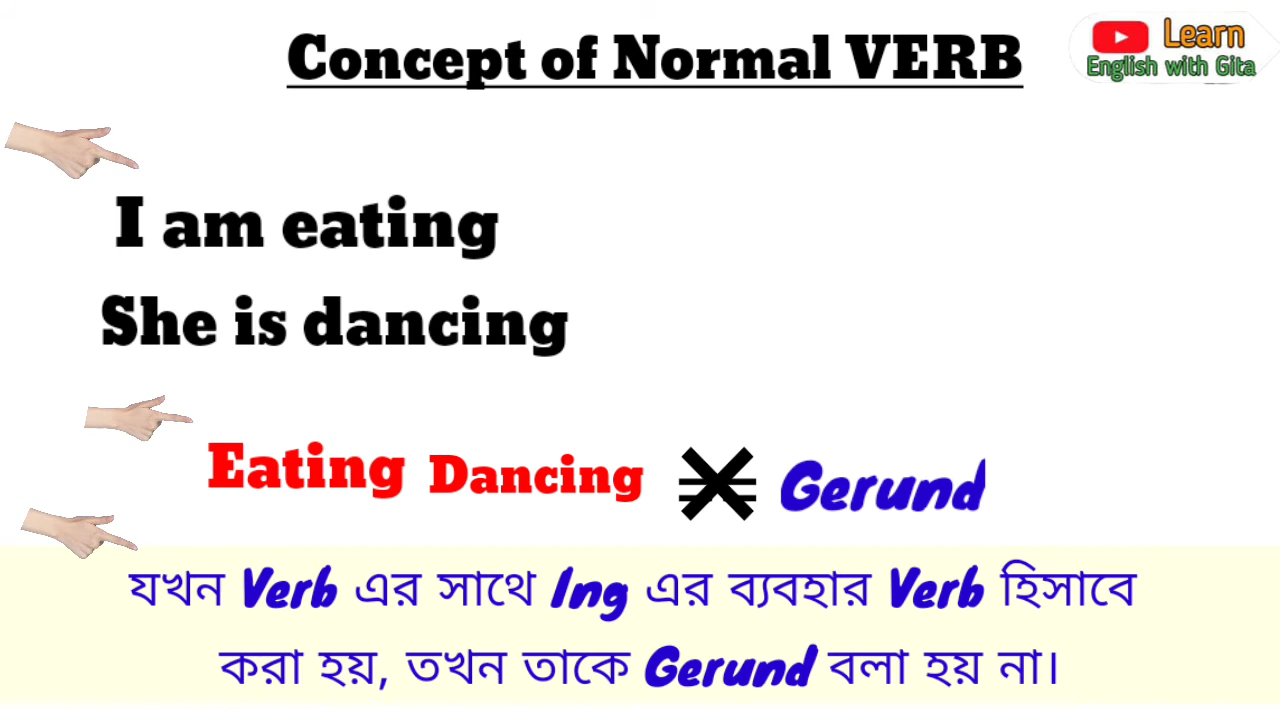 Concept of Normal VERB
Learn
English with Gita
I am eating
She is dancing
Eating Dancing = Gerund
যখন Verb এর সাথে Ing এর ব্যবহার Verb হিসাবে
করা হয়, তখন তাকে Gerund বলা হয় না।